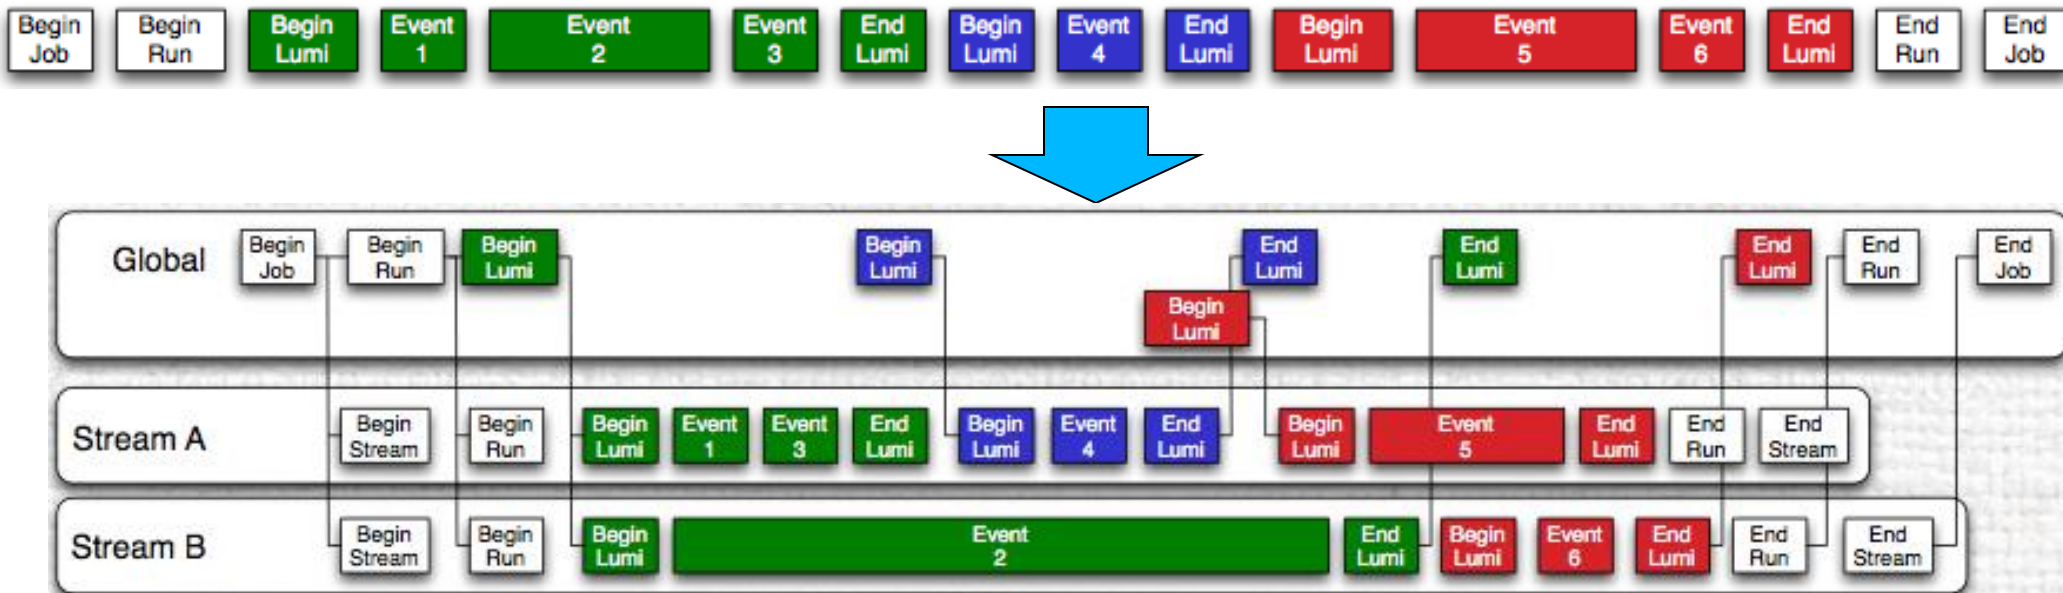 Begin
Job
Begin
Run
Begin
Lumi
Event
1
Event
2
Event
3
End
Lumi
Begin
Lumi
Event
4
End
Lumi
Begin
Lumi
Event
5
Event
6
End
Lumi
End
Run
End
Job
Global
Begin
Job
Begin
Run
Begin
Lumi
Begin
Lumi
Begin
Lumi
End
Lumi
End
Lumi
End
Lumi
End
Run
End
Job
Stream A
Begin
Stream
Begin
Run
Begin
Lumi
Event
1
Event
3
End
Lumi
Begin
Lumi
Event
4
End
Lumi
Begin
Lumi
Event
5
End
Lumi
End
Run
End
Stream
Stream B
Begin
Stream
Begin
Run
Begin
Lumi
Event
2
End
Lumi
Begin
Lumi
Event
6
End
Lumi
End
Run
End
Stream